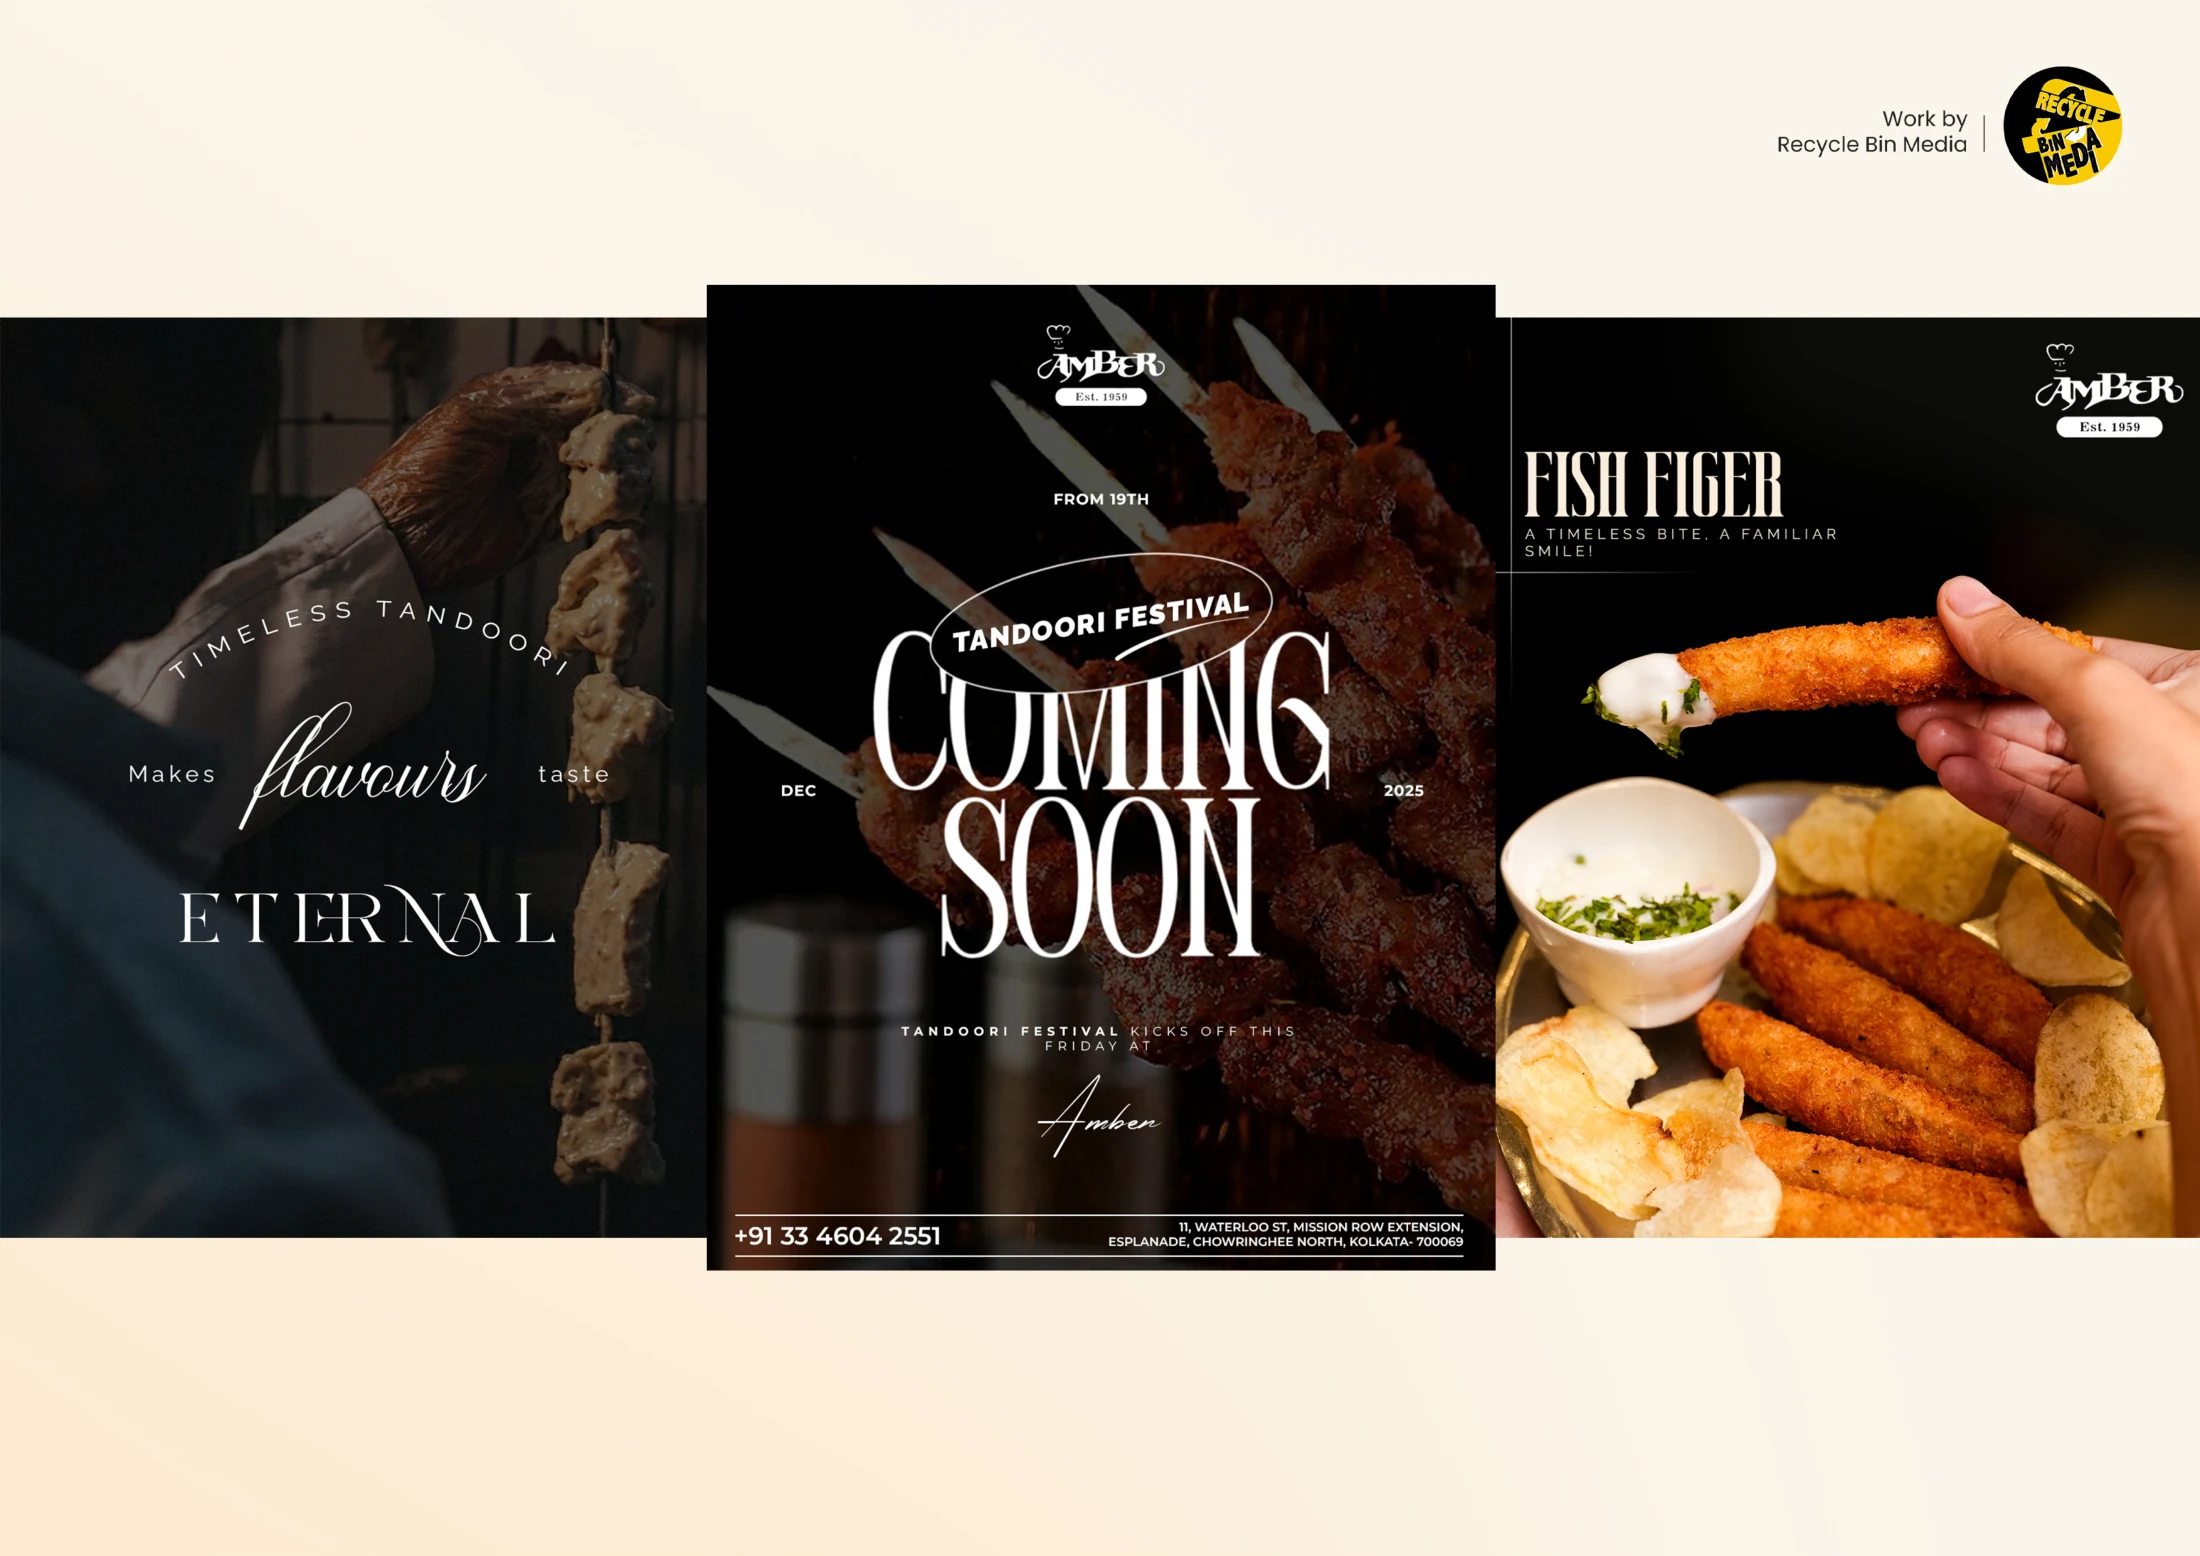 Work by
Recycle Bin Media
RECYCLE
BIN
MEDIA
TIMELESS TANDOORI
Makes flavours taste
ETERNAL
AMBER
Est. 1959
FROM 19TH
TANDOORI FESTIVAL
COMING
DEC
2025
SOON
TANDOORI FESTIVAL KICKS OFF THIS
FRIDAY AT
Amber
+91 33 4604 2551
11, WATERLOO ST, MISSION ROW EXTENSION,
ESPLANADE, CHOWRINGHEE NORTH, KOLKATA- 700069
AMBER
Est. 1959
FISH FIGER
A TIMELESS BITE, A FAMILIAR
SMILE!